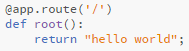 @app.route('/')
def root():
    return "hello world";